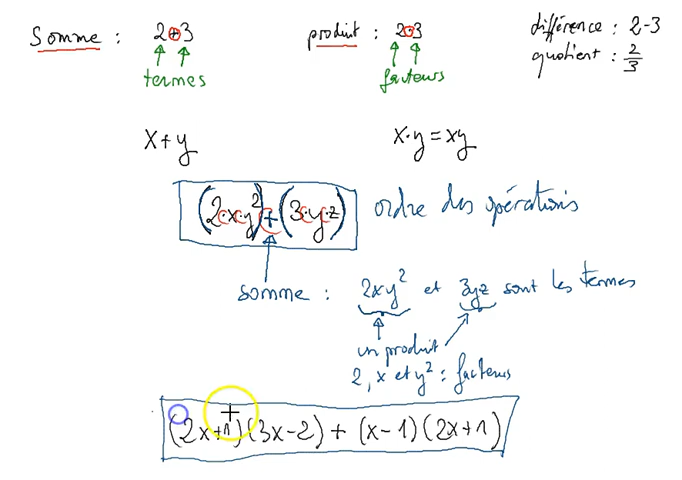 Somme : 2+3 produit : 2·3 différence : 2-3
termes facteurs quotient : 2/3
x+y x·y = xy
(2·x·y²)+(3·y·z) ordre des opérations
somme : 2xy² et 3yz sont les termes
un produit
2, x et y² : facteurs
(2x+1)(3x-2) + (x-1)(2x+1)